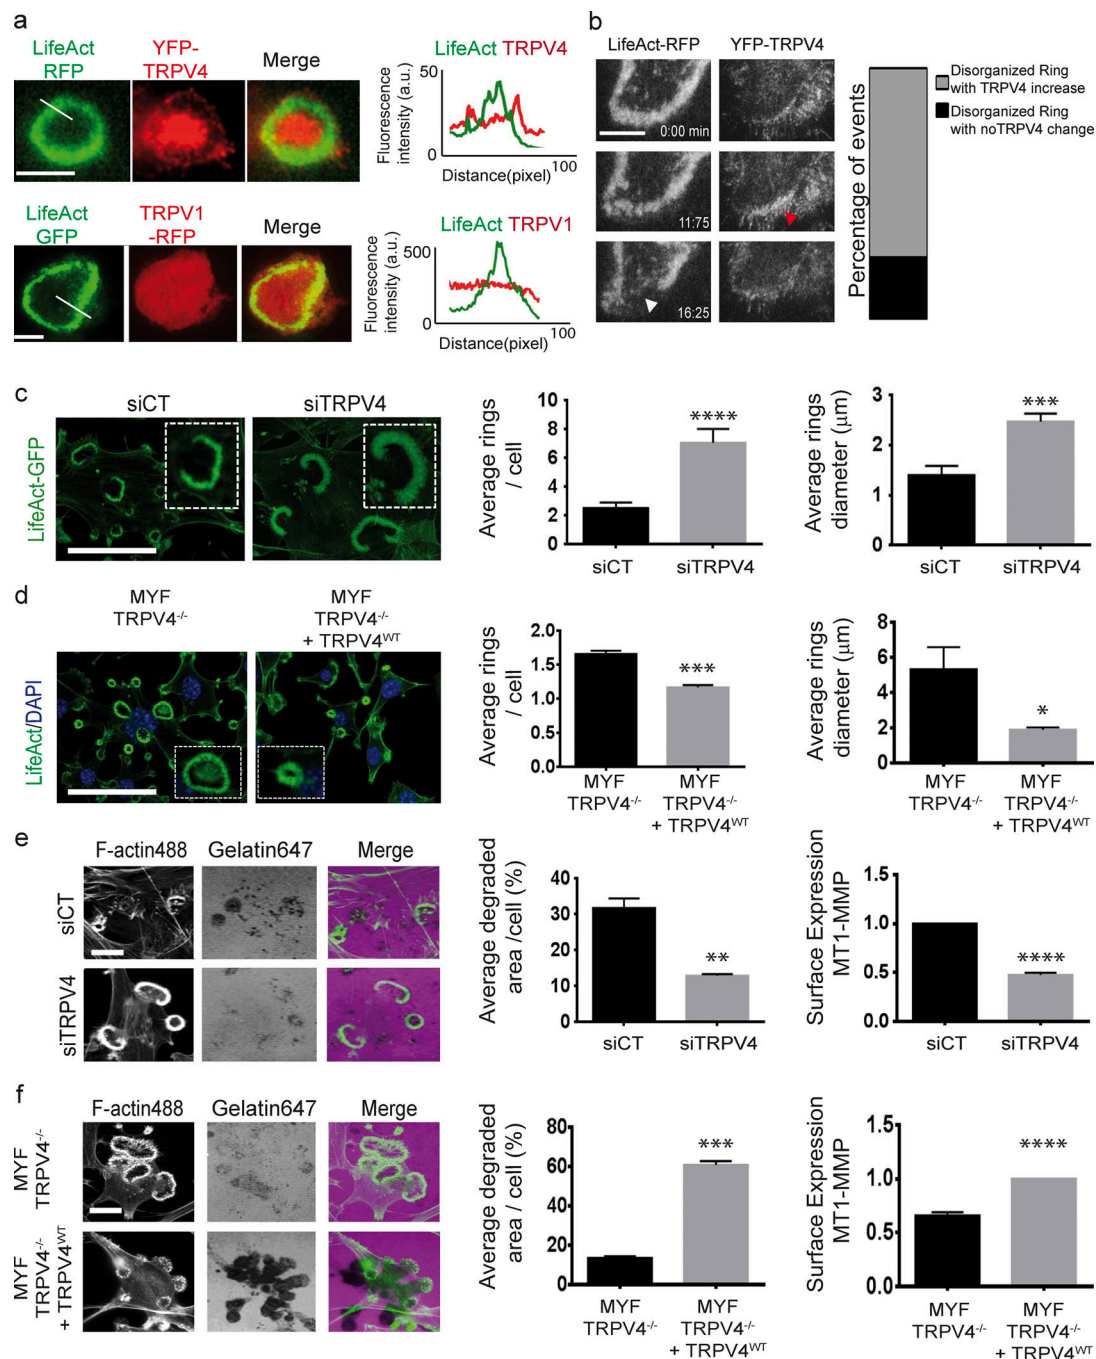 a
LifeAct
RFP
YFP-
TRPV4
Merge
LifeAct TRPV4
Fluorescence
intensity (a.u.)
50
0
100
Distance(pixel)
LifeAct
GFP
TRPV1
-RFP
Merge
LifeAct TRPV1
Fluorescence
intensity (a.u.)
500
0
100
Distance(pixel)
b
LifeAct-RFP
YFP-TRPV4
0:00 min
11:75
16:25
Percentage of events
Disorganized Ring
with TRPV4 increase
Disorganized Ring
with noTRPV4 change
c
siCT
siTRPV4
LifeAct-GFP
Average rings
/ cell
10
8
6
4
2
0
siCT
siTRPV4
****
Average rings
diameter (μm)
3
2
1
0
siCT
siTRPV4
***
d
MYF
TRPV4-/-
MYF
TRPV4-/-
+ TRPV4WT
LifeAct/DAPI
Average rings
/ cell
2.0
1.5
1.0
0.5
0.0
***
MYF
TRPV4-/-
MYF
TRPV4-/-
+ TRPV4WT
Average rings
diameter (μm)
8
6
4
2
0
*
MYF
TRPV4-/-
MYF
TRPV4-/-
+ TRPV4WT
e
F-actin488
Gelatin647
Merge
siCT
siTRPV4
Average degraded
area /cell (%)
40
30
20
10
0
**
siCT
siTRPV4
Surface Expression
MT1-MMP
1.5
1.0
0.5
0.0
****
siCT
siTRPV4
f
F-actin488
Gelatin647
Merge
MYF
TRPV4-/-
MYF
TRPV4-/-
+ TRPV4WT
Average degraded
area / cell (%)
80
60
40
20
0
***
MYF
TRPV4-/-
MYF
TRPV4-/-
+ TRPV4WT
Surface Expression
MT1-MMP
1.5
1.0
0.5
0.0
****
MYF
TRPV4-/-
MYF
TRPV4-/-
+ TRPV4WT